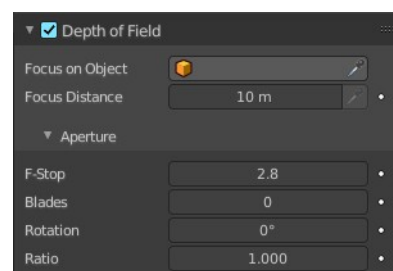 Depth of Field
Focus on Object
Focus Distance 10 m
Aperture
F-Stop 2.8
Blades 0
Rotation 0°
Ratio 1.000